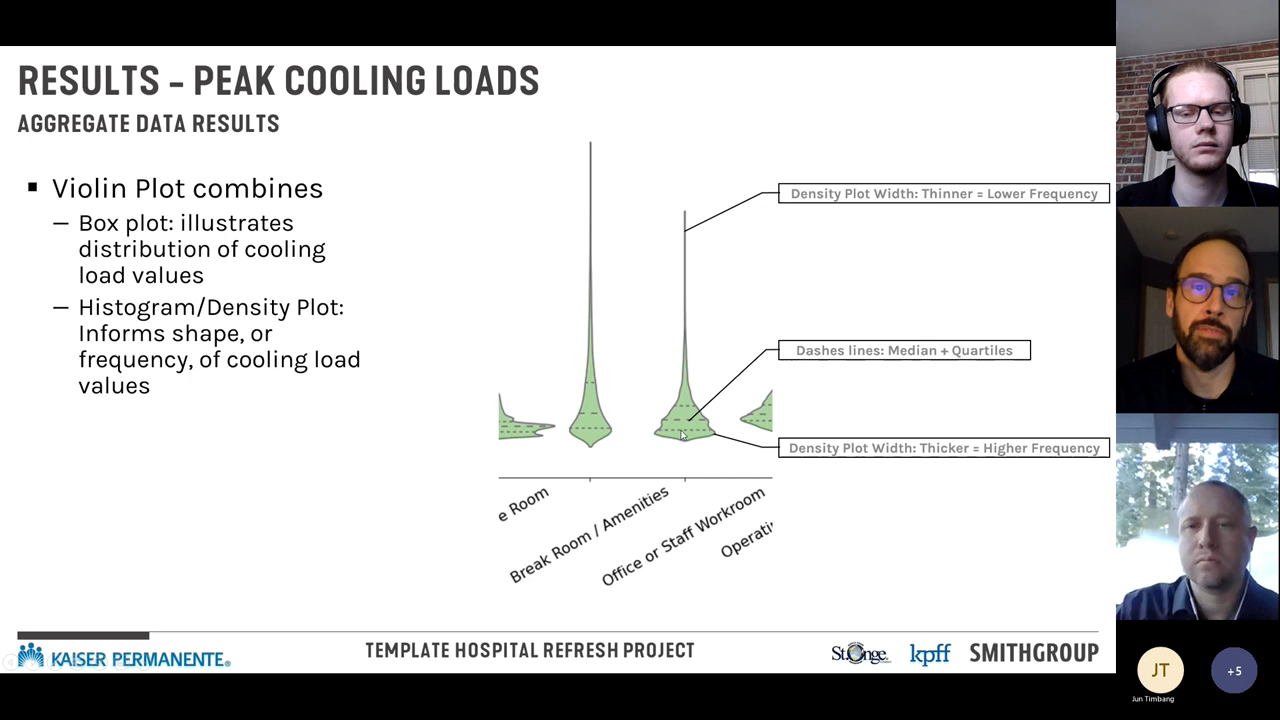 RESULTS – PEAK COOLING LOADS
AGGREGATE DATA RESULTS
▪ Violin Plot combines
– Box plot: illustrates
distribution of cooling
load values
– Histogram/Density Plot:
Informs shape, or
frequency, of cooling load
values
Density Plot Width: Thinner = Lower Frequency
Dashes lines: Median + Quartiles
Density Plot Width: Thicker = Higher Frequency
e Room
Break Room / Amenities
Office or Staff Workroom
Operati
KAISER PERMANENTE®
TEMPLATE HOSPITAL REFRESH PROJECT
St. Onge
kpff
SMITHGROUP
JT
+5
Jun Timbang